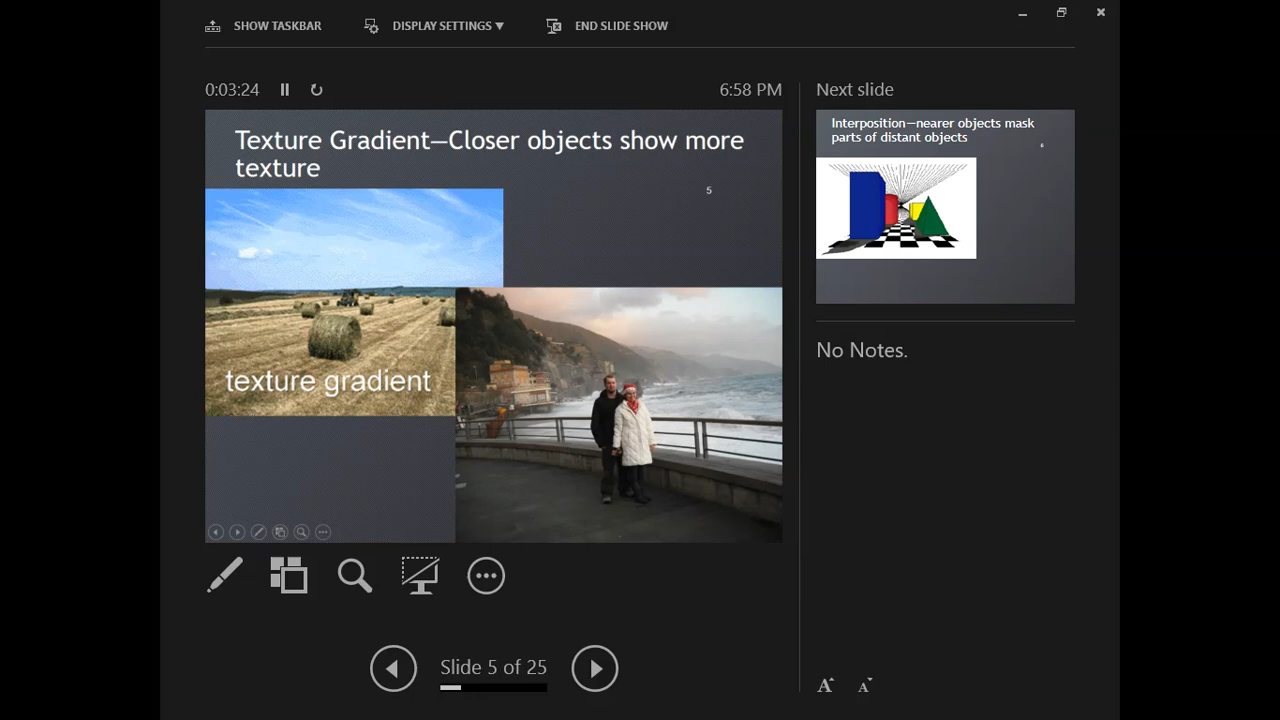 SHOW TASKBAR
DISPLAY SETTINGS ▼
END SLIDE SHOW
0:03:24
6:58 PM
Texture Gradient—Closer objects show more
texture
5
texture gradient
Slide 5 of 25
Next slide
Interposition—nearer objects mask
parts of distant objects
6
No Notes.
A
A